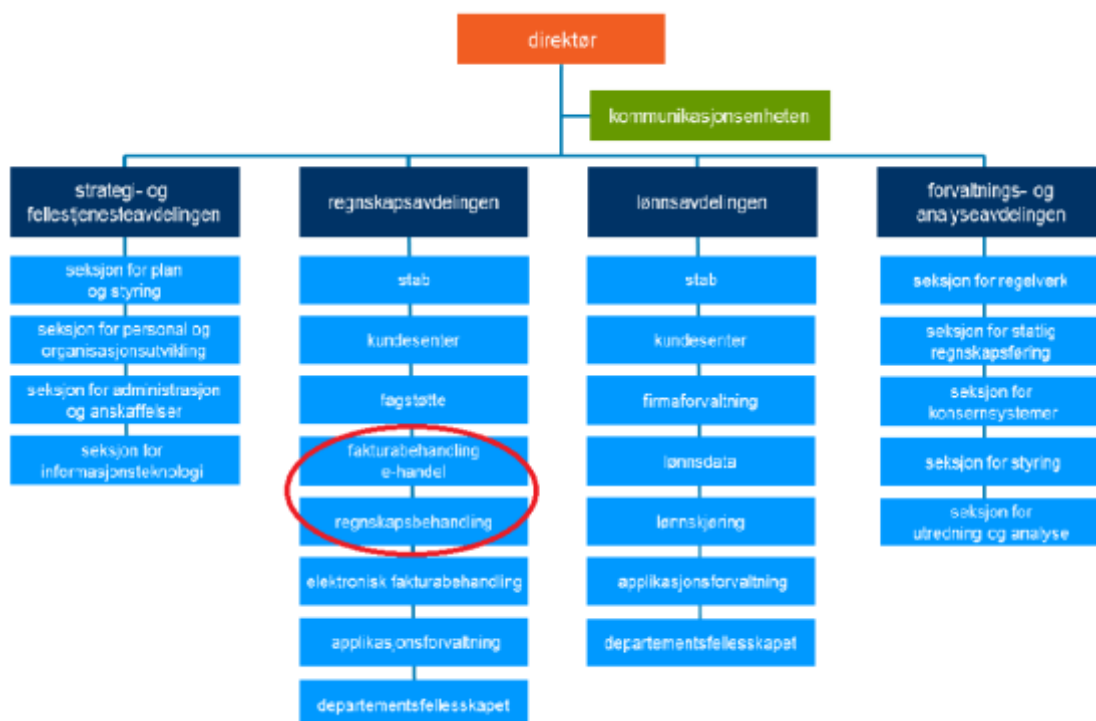 direktør
kommunikasjonsenheten
strategi- og
fellestjenesteavdelingen
seksjon for plan
og styring
seksjon for personal og
organisasjonsutvikling
seksjon for administrasjon
og anskaffelser
seksjon for
informasjonsteknologi
regnskapsavdelingen
stab
kundesenter
fagstøtte
fakturabehandling
e-handel
regnskapsbehandling
elektronisk fakturabehandling
applikasjonsforvaltning
departementsfellesskapet
lønnsavdelingen
stab
kundesenter
firmaforvaltning
lønnsdata
lønnskjøring
applikasjonsforvaltning
departementsfellesskapet
forvaltnings- og
analyseavdelingen
seksjon for regelverk
seksjon for statlig
regnskapsføring
seksjon for
konsernsystemer
seksjon for styring
seksjon for
utredning og analyse